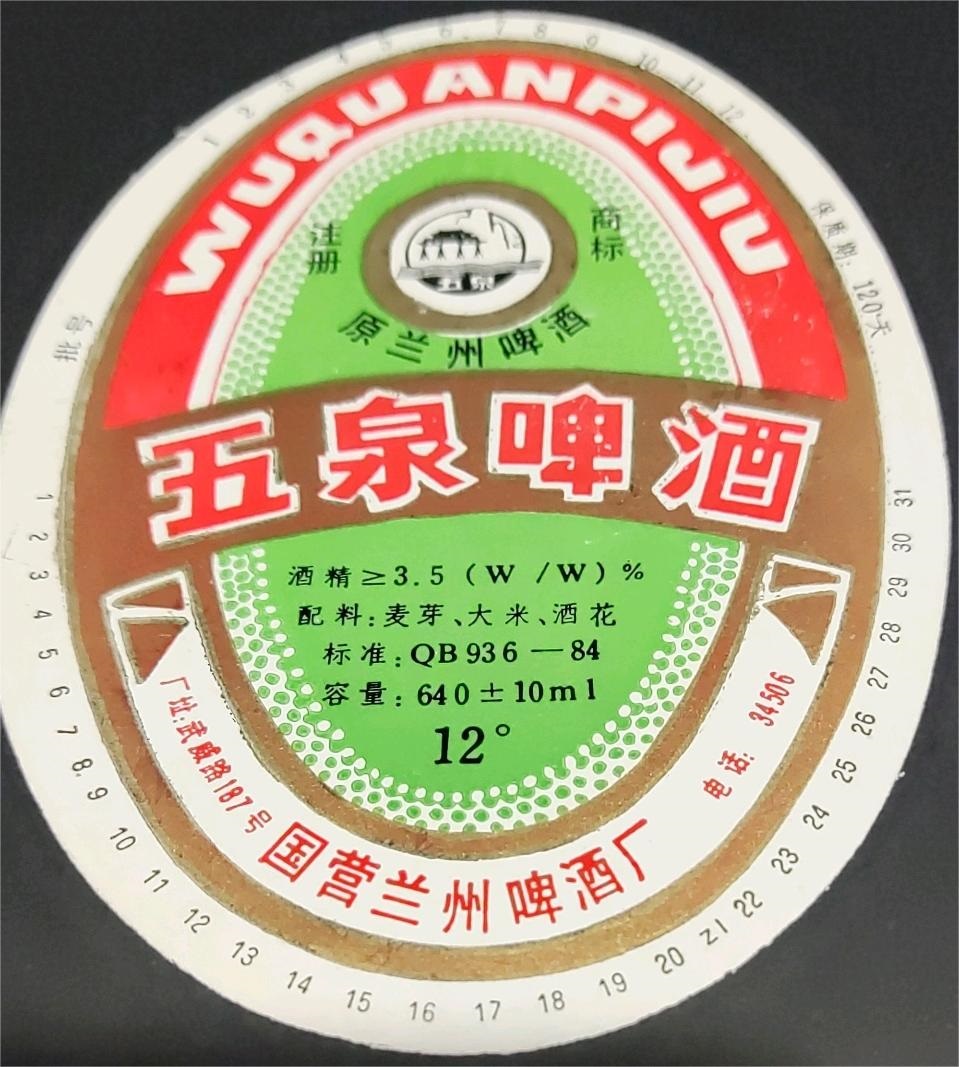 1 2 3 4 5 6 7 8 9 10 11 12
WUQUANPIJIU
注册
商标
五泉
原兰州啤酒
批号
保质期：120天
五泉啤酒
酒精≥3.5（W /W）%
配料:麦芽、大米、酒花
标准:QB936—84
容量:640±10ml
12°
厂址:武威路187号
电话: 34506
国营兰州啤酒厂
1 2 3 4 5 6 7 8 9 10 11 12 13 14 15 16 17 18 19 20 21 22 23 24 25 26 27 28 29 30 31